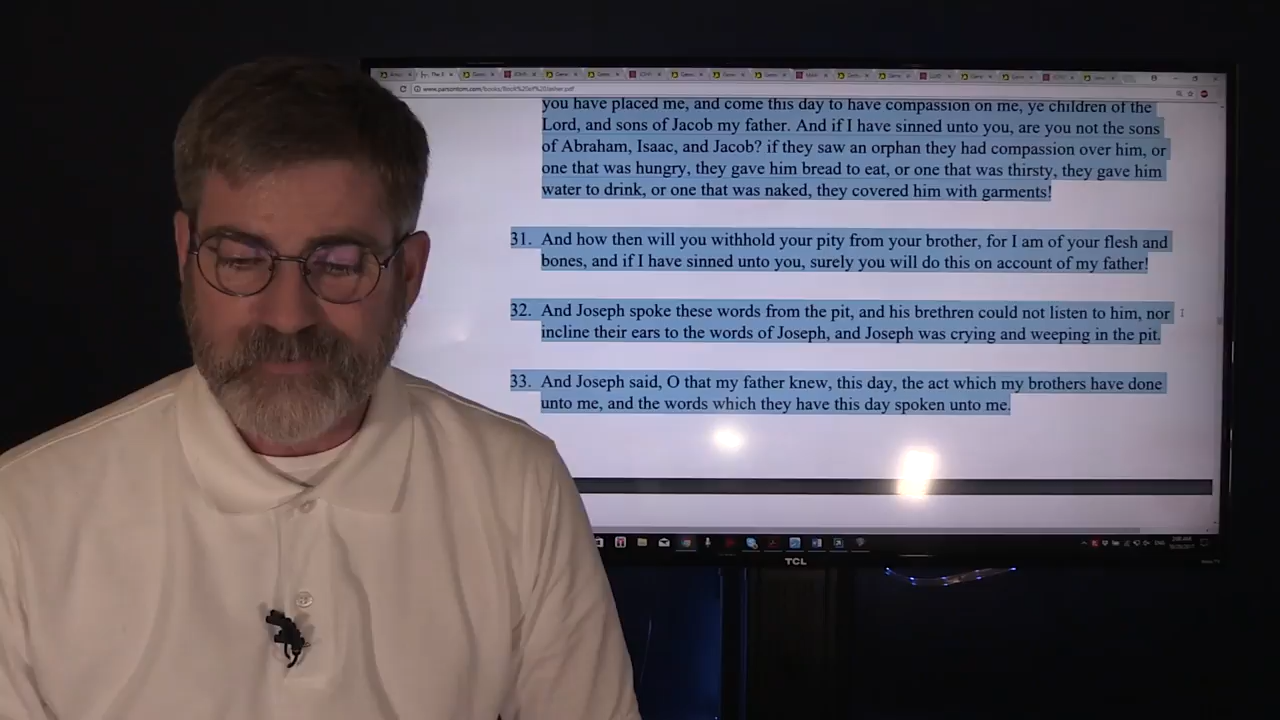 www.parsontom.com/books/Book%20of%20Jasher.pdf
you have placed me, and come this day to have compassion on me, ye children of the
Lord, and sons of Jacob my father. And if I have sinned unto you, are you not the sons
of Abraham, Isaac, and Jacob? if they saw an orphan they had compassion over him, or
one that was hungry, they gave him bread to eat, or one that was thirsty, they gave him
water to drink, or one that was naked, they covered him with garments!
31. And how then will you withhold your pity from your brother, for I am of your flesh and
bones, and if I have sinned unto you, surely you will do this on account of my father!
32. And Joseph spoke these words from the pit, and his brethren could not listen to him, nor
incline their ears to the words of Joseph, and Joseph was crying and weeping in the pit.
33. And Joseph said, O that my father knew, this day, the act which my brothers have done
unto me, and the words which they have this day spoken unto me.
TCL